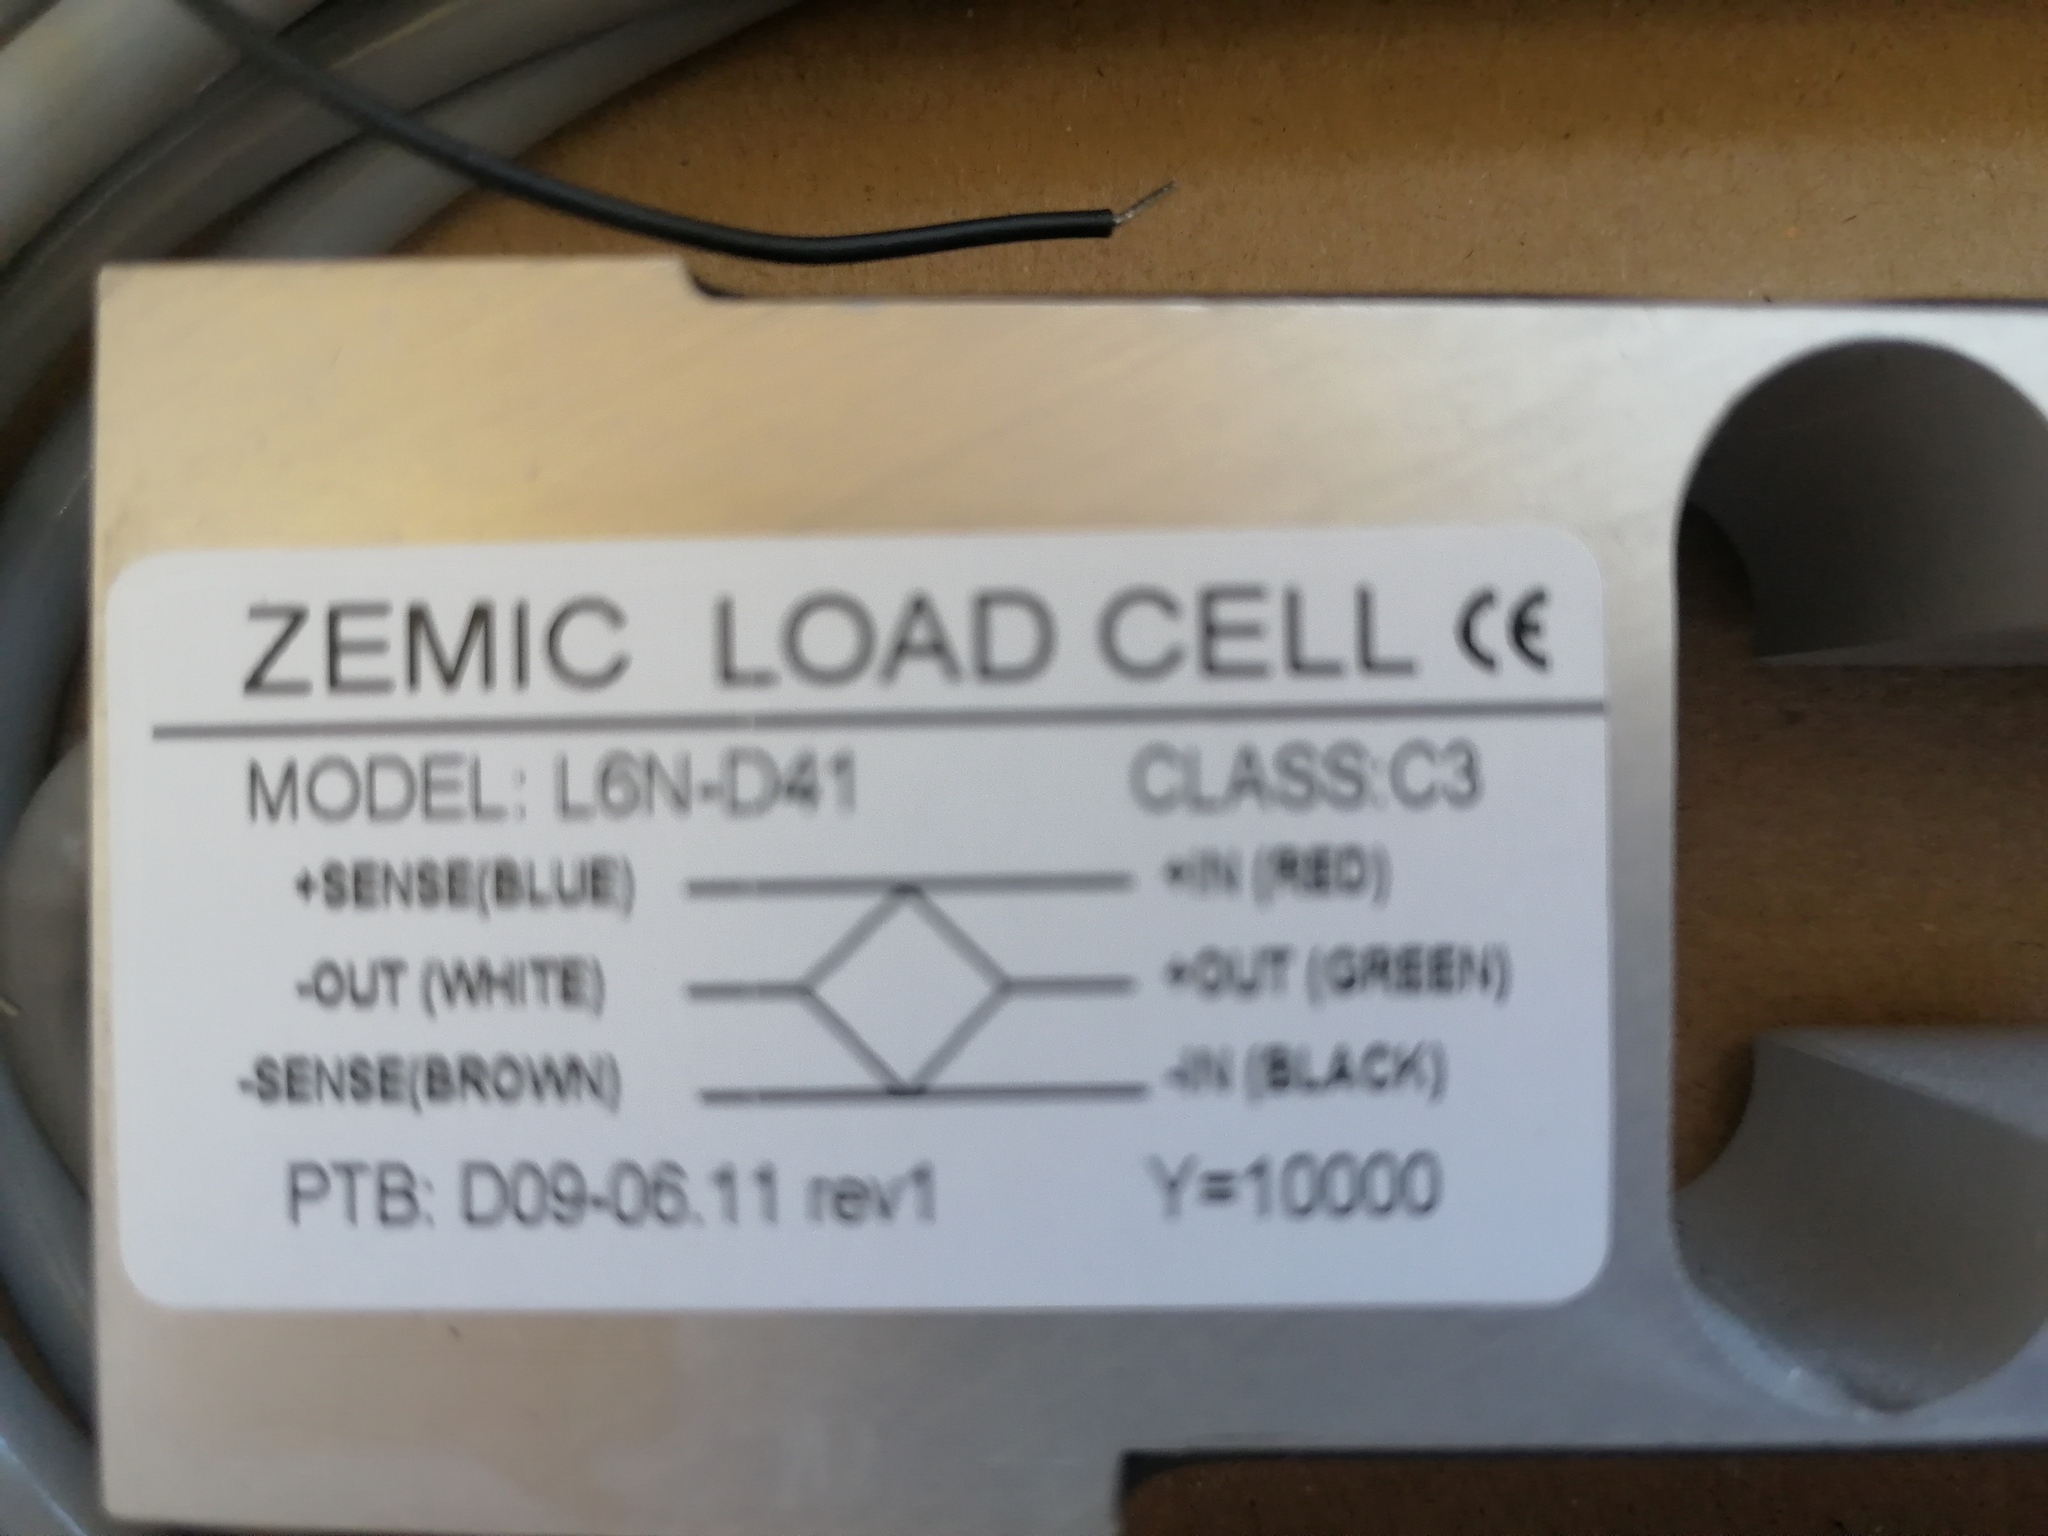 ZEMIC LOAD CELL CE
MODEL: L6N-D41 CLASS:C3
+SENSE(BLUE) +IN (RED)
-OUT (WHITE) +OUT (GREEN)
-SENSE(BROWN) -IN (BLACK)
PTB: D09-06.11 rev1 Y=10000